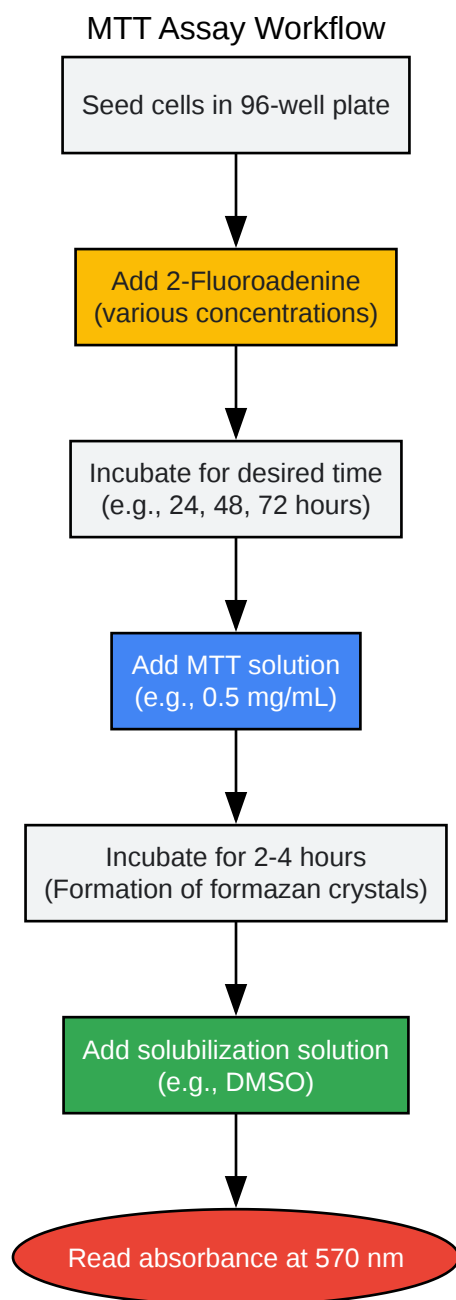 MTT Assay Workflow
Seed cells in 96-well plate
Add 2-Fluoroadenine
(various concentrations)
Incubate for desired time
(e.g., 24, 48, 72 hours)
Add MTT solution
(e.g., 0.5 mg/mL)
Incubate for 2-4 hours
(Formation of formazan crystals)
Add solubilization solution
(e.g., DMSO)
Read absorbance at 570 nm